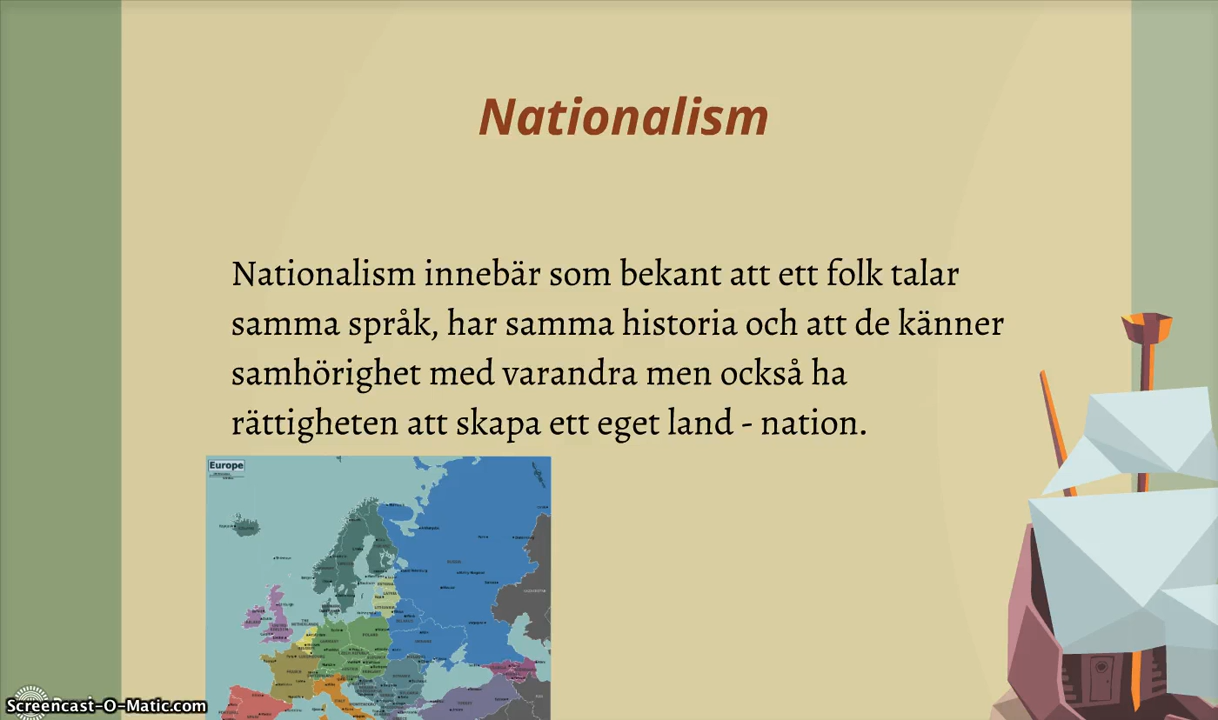 Nationalism
Nationalism innebär som bekant att ett folk talar
samma språk, har samma historia och att de känner
samhörighet med varandra men också ha
rättigheten att skapa ett eget land - nation.
Europe
Screencast-O-Matic.com